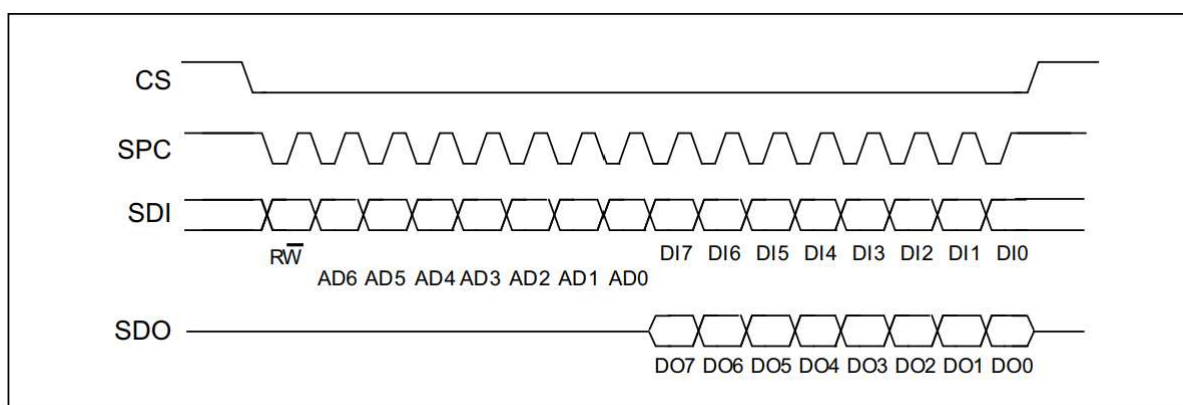 CS
SPC
SDI
RW̅ DI7 DI6 DI5 DI4 DI3 DI2 DI1 DI0
AD6 AD5 AD4 AD3 AD2 AD1 AD0
SDO
DO7 DO6 DO5 DO4 DO3 DO2 DO1 DO0